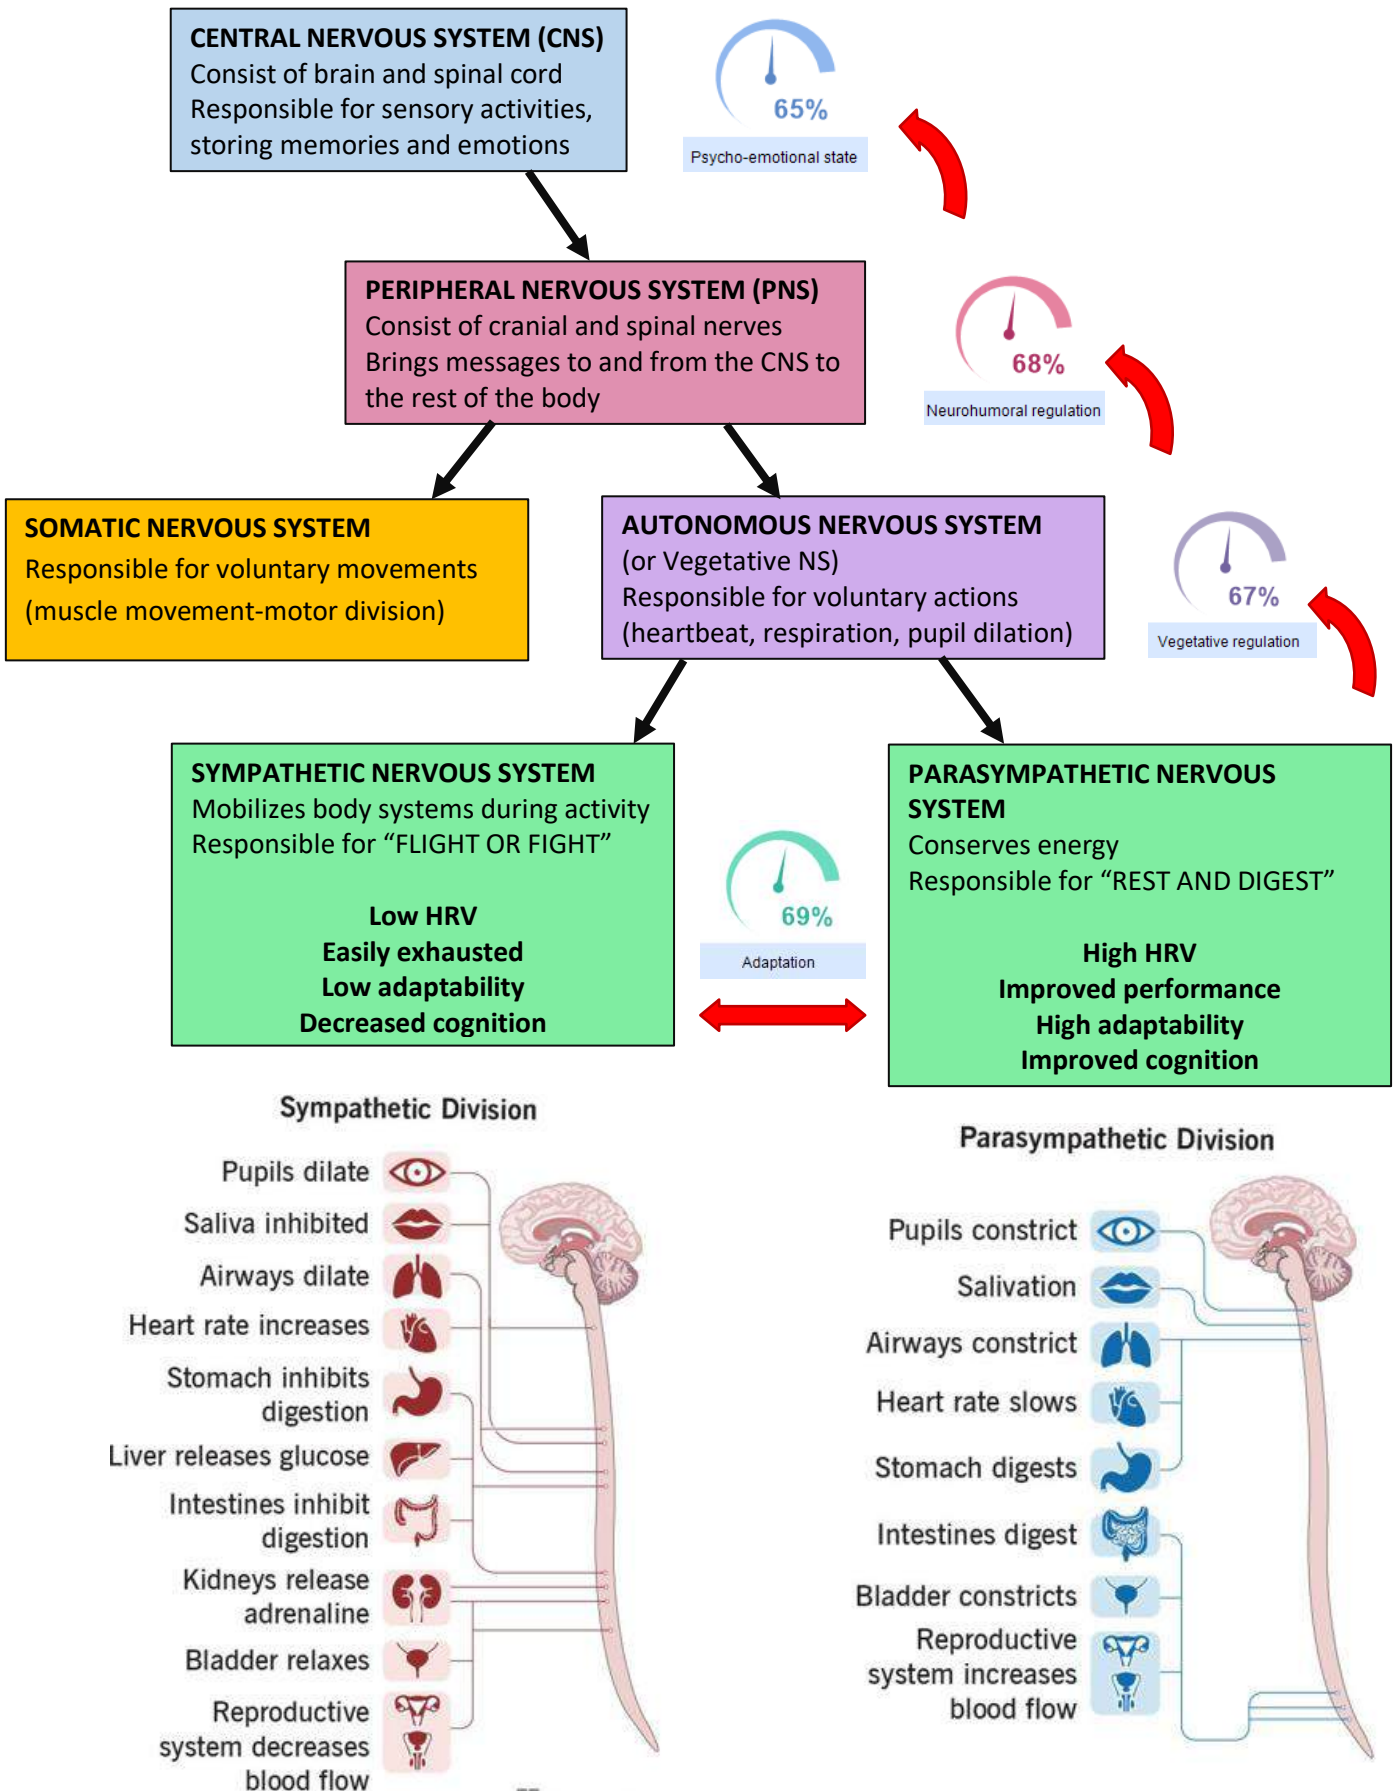 CENTRAL NERVOUS SYSTEM (CNS)
Consist of brain and spinal cord
Responsible for sensory activities,
storing memories and emotions
65%
Psycho-emotional state
PERIPHERAL NERVOUS SYSTEM (PNS)
Consist of cranial and spinal nerves
Brings messages to and from the CNS to
the rest of the body
68%
Neurohumoral regulation
SOMATIC NERVOUS SYSTEM
Responsible for voluntary movements
(muscle movement-motor division)
AUTONOMOUS NERVOUS SYSTEM
(or Vegetative NS)
Responsible for voluntary actions
(heartbeat, respiration, pupil dilation)
67%
Vegetative regulation
SYMPATHETIC NERVOUS SYSTEM
Mobilizes body systems during activity
Responsible for “FLIGHT OR FIGHT”
Low HRV
Easily exhausted
Low adaptability
Decreased cognition
69%
Adaptation
PARASYMPATHETIC NERVOUS
SYSTEM
Conserves energy
Responsible for “REST AND DIGEST”
High HRV
Improved performance
High adaptability
Improved cognition
Sympathetic Division
Pupils dilate
Saliva inhibited
Airways dilate
Heart rate increases
Stomach inhibits
digestion
Liver releases glucose
Intestines inhibit
digestion
Kidneys release
adrenaline
Bladder relaxes
Reproductive
system decreases
blood flow
Parasympathetic Division
Pupils constrict
Salivation
Airways constrict
Heart rate slows
Stomach digests
Intestines digest
Bladder constricts
Reproductive
system increases
blood flow